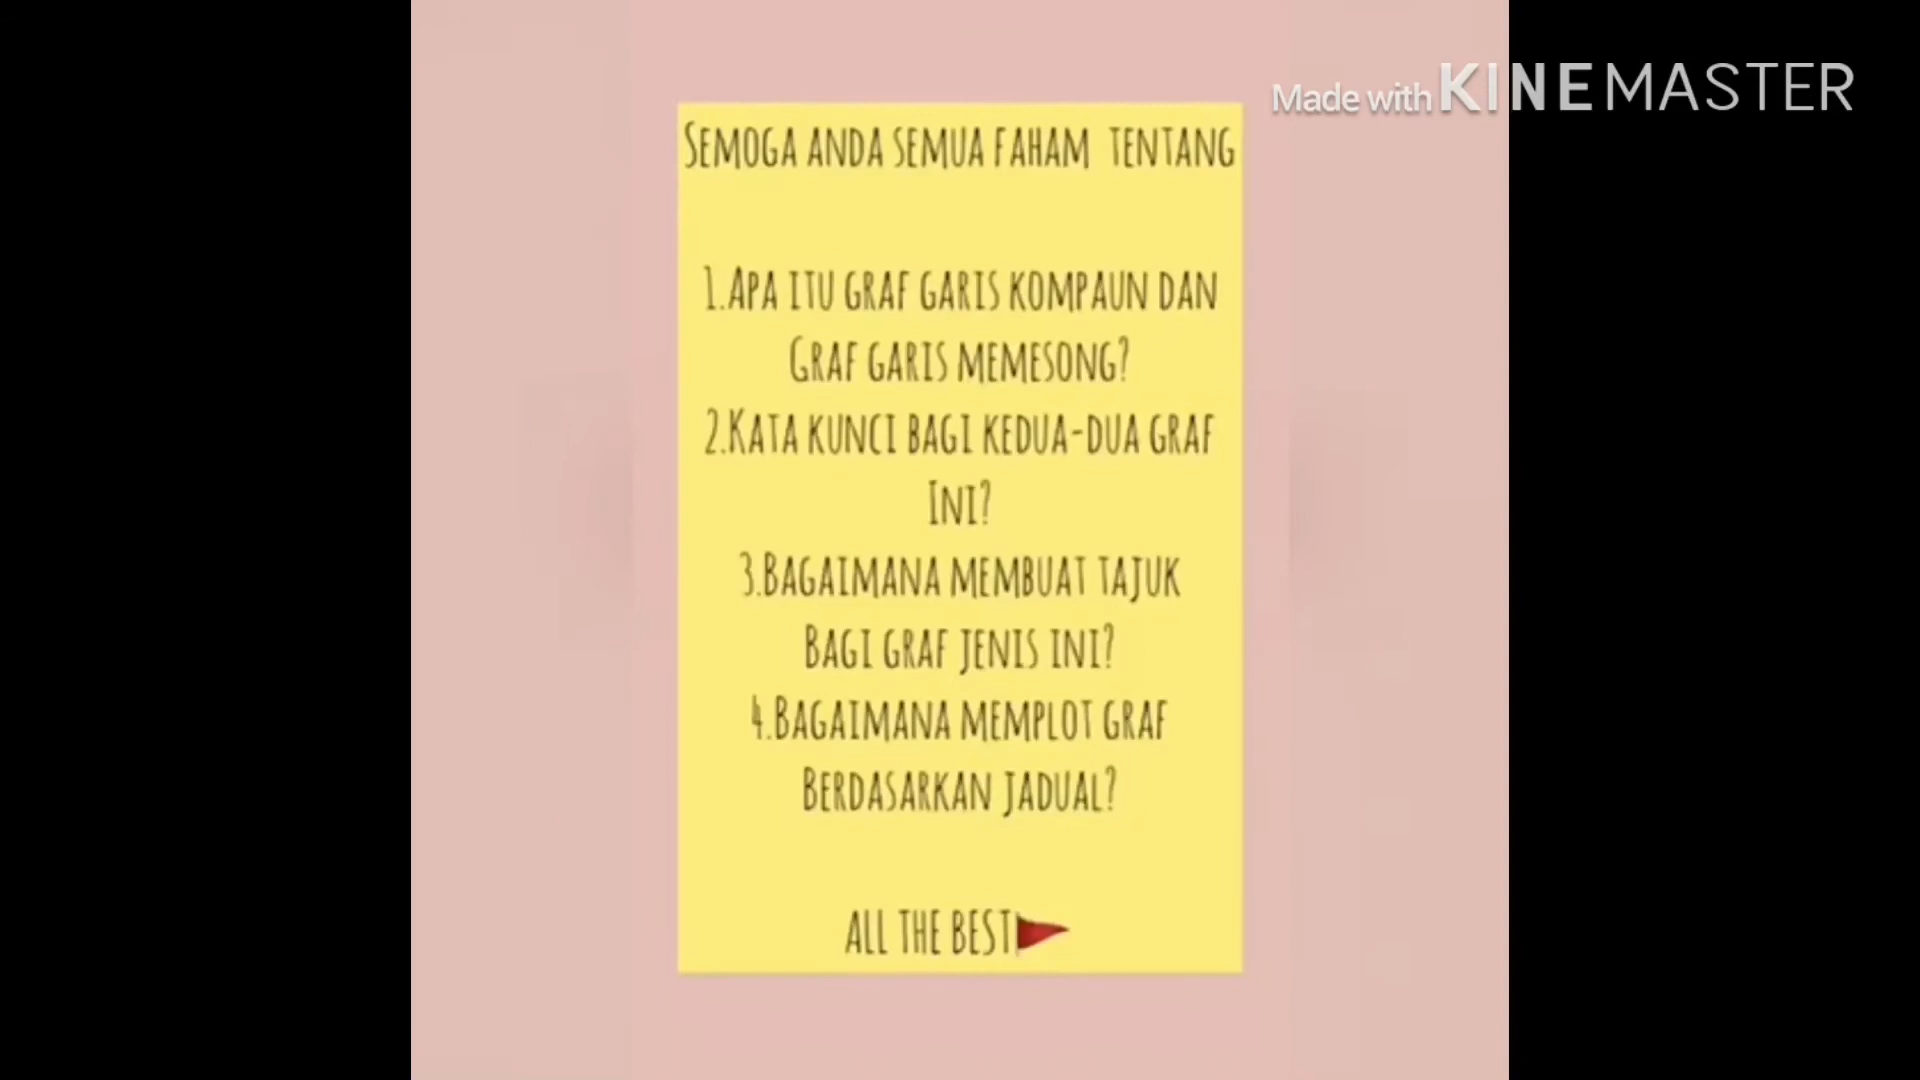 Made with KINEMASTER
SEMOGA ANDA SEMUA FAHAM TENTANG
1.APA ITU GRAF GARIS KOMPAUN DAN
GRAF GARIS MEMESONG?
2.KATA KUNCI BAGI KEDUA-DUA GRAF
INI?
3.BAGAIMANA MEMBUAT TAJUK
BAGI GRAF JENIS INI?
4.BAGAIMANA MEMPLOT GRAF
BERDASARKAN JADUAL?
ALL THE BEST